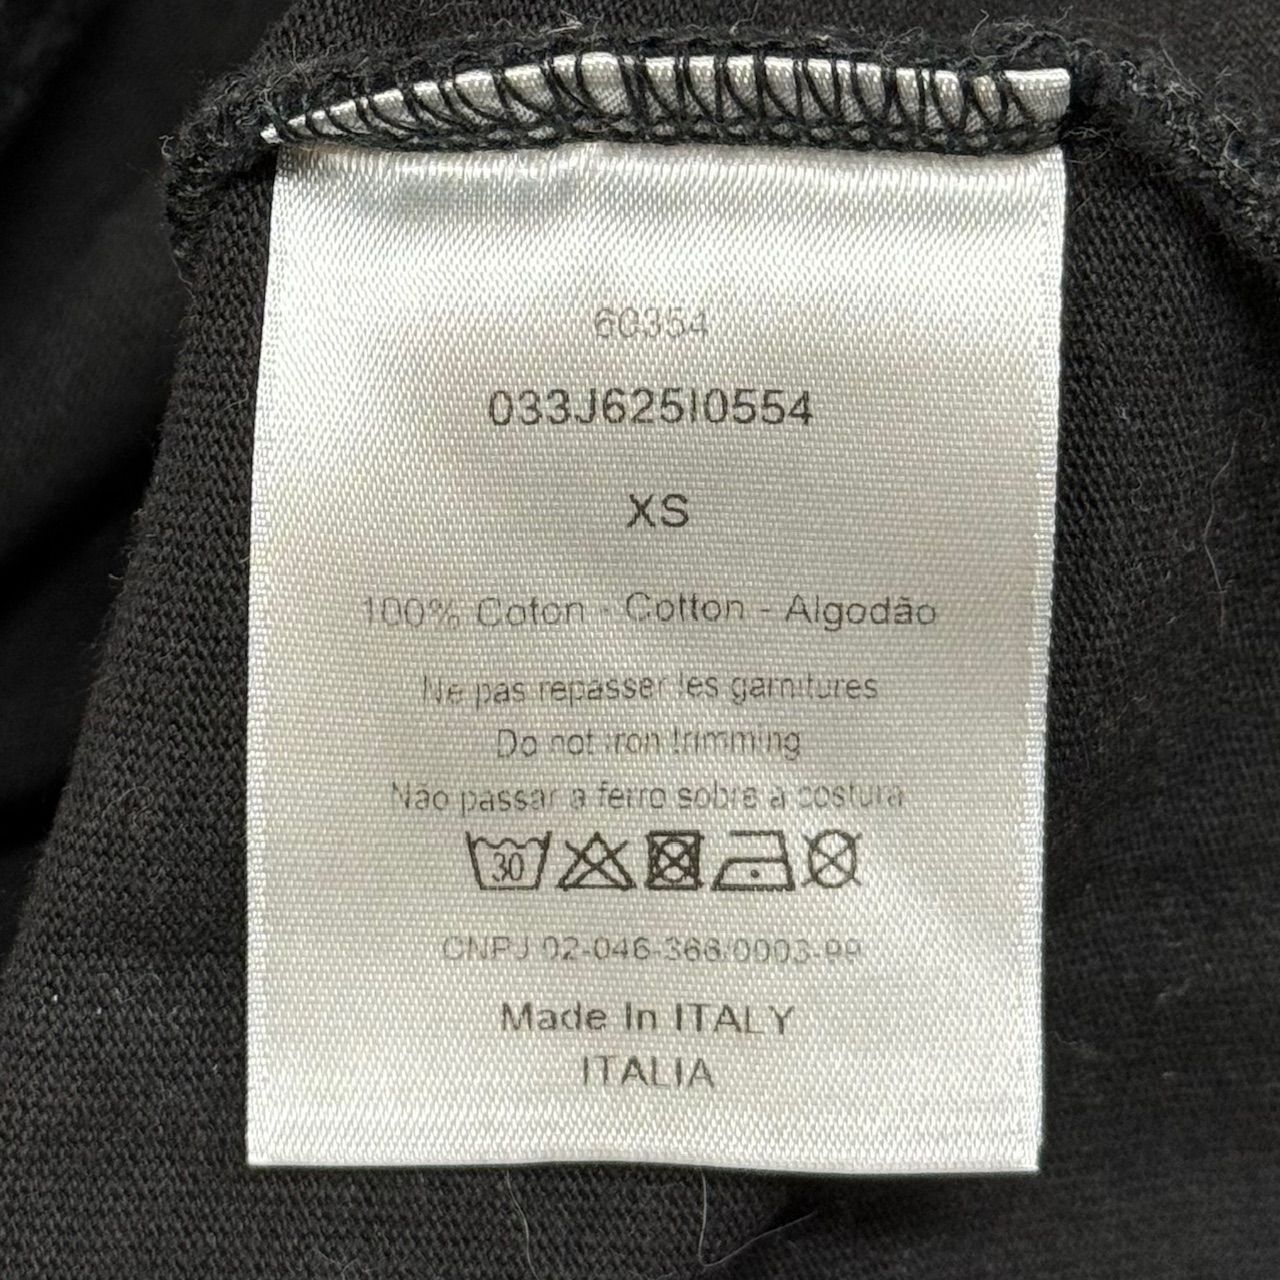 60354
033J625I0554
XS
100% Coton - Cotton - Algodão
Ne pas repasser les garnitures
Do not iron trimming
Não passar a ferro sobre a costura
30
CNPJ 02-046-366/0003-99
Made In ITALY
ITALIA